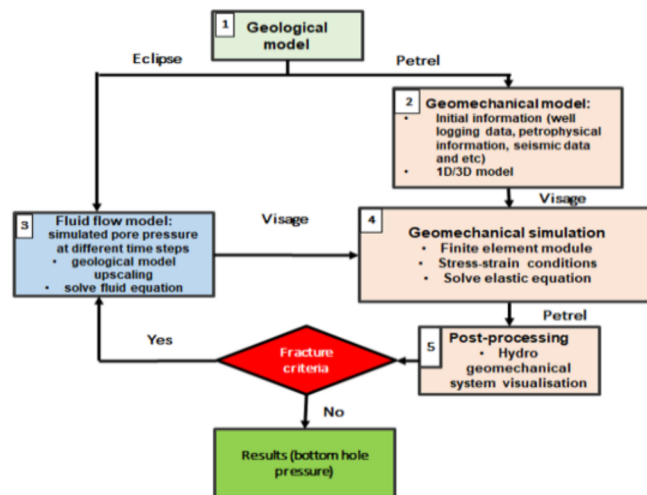 1
Geological
model
Eclipse
Petrel
2
Geomechanical model:
• Initial information (well
logging data, petrophysical
information, seismic data
and etc)
• 1D/3D model
Visage
3
Fluid flow model:
simulated pore pressure
at different time steps
• geological model
upscaling
• solve fluid equation
Visage
4
Geomechanical simulation
• Finite element module
• Stress-strain conditions
• Solve elastic equation
Petrel
5
Post-processing
• Hydro
geomechanical
system visualisation
Fracture
criteria
Yes
No
Results (bottom hole
pressure)